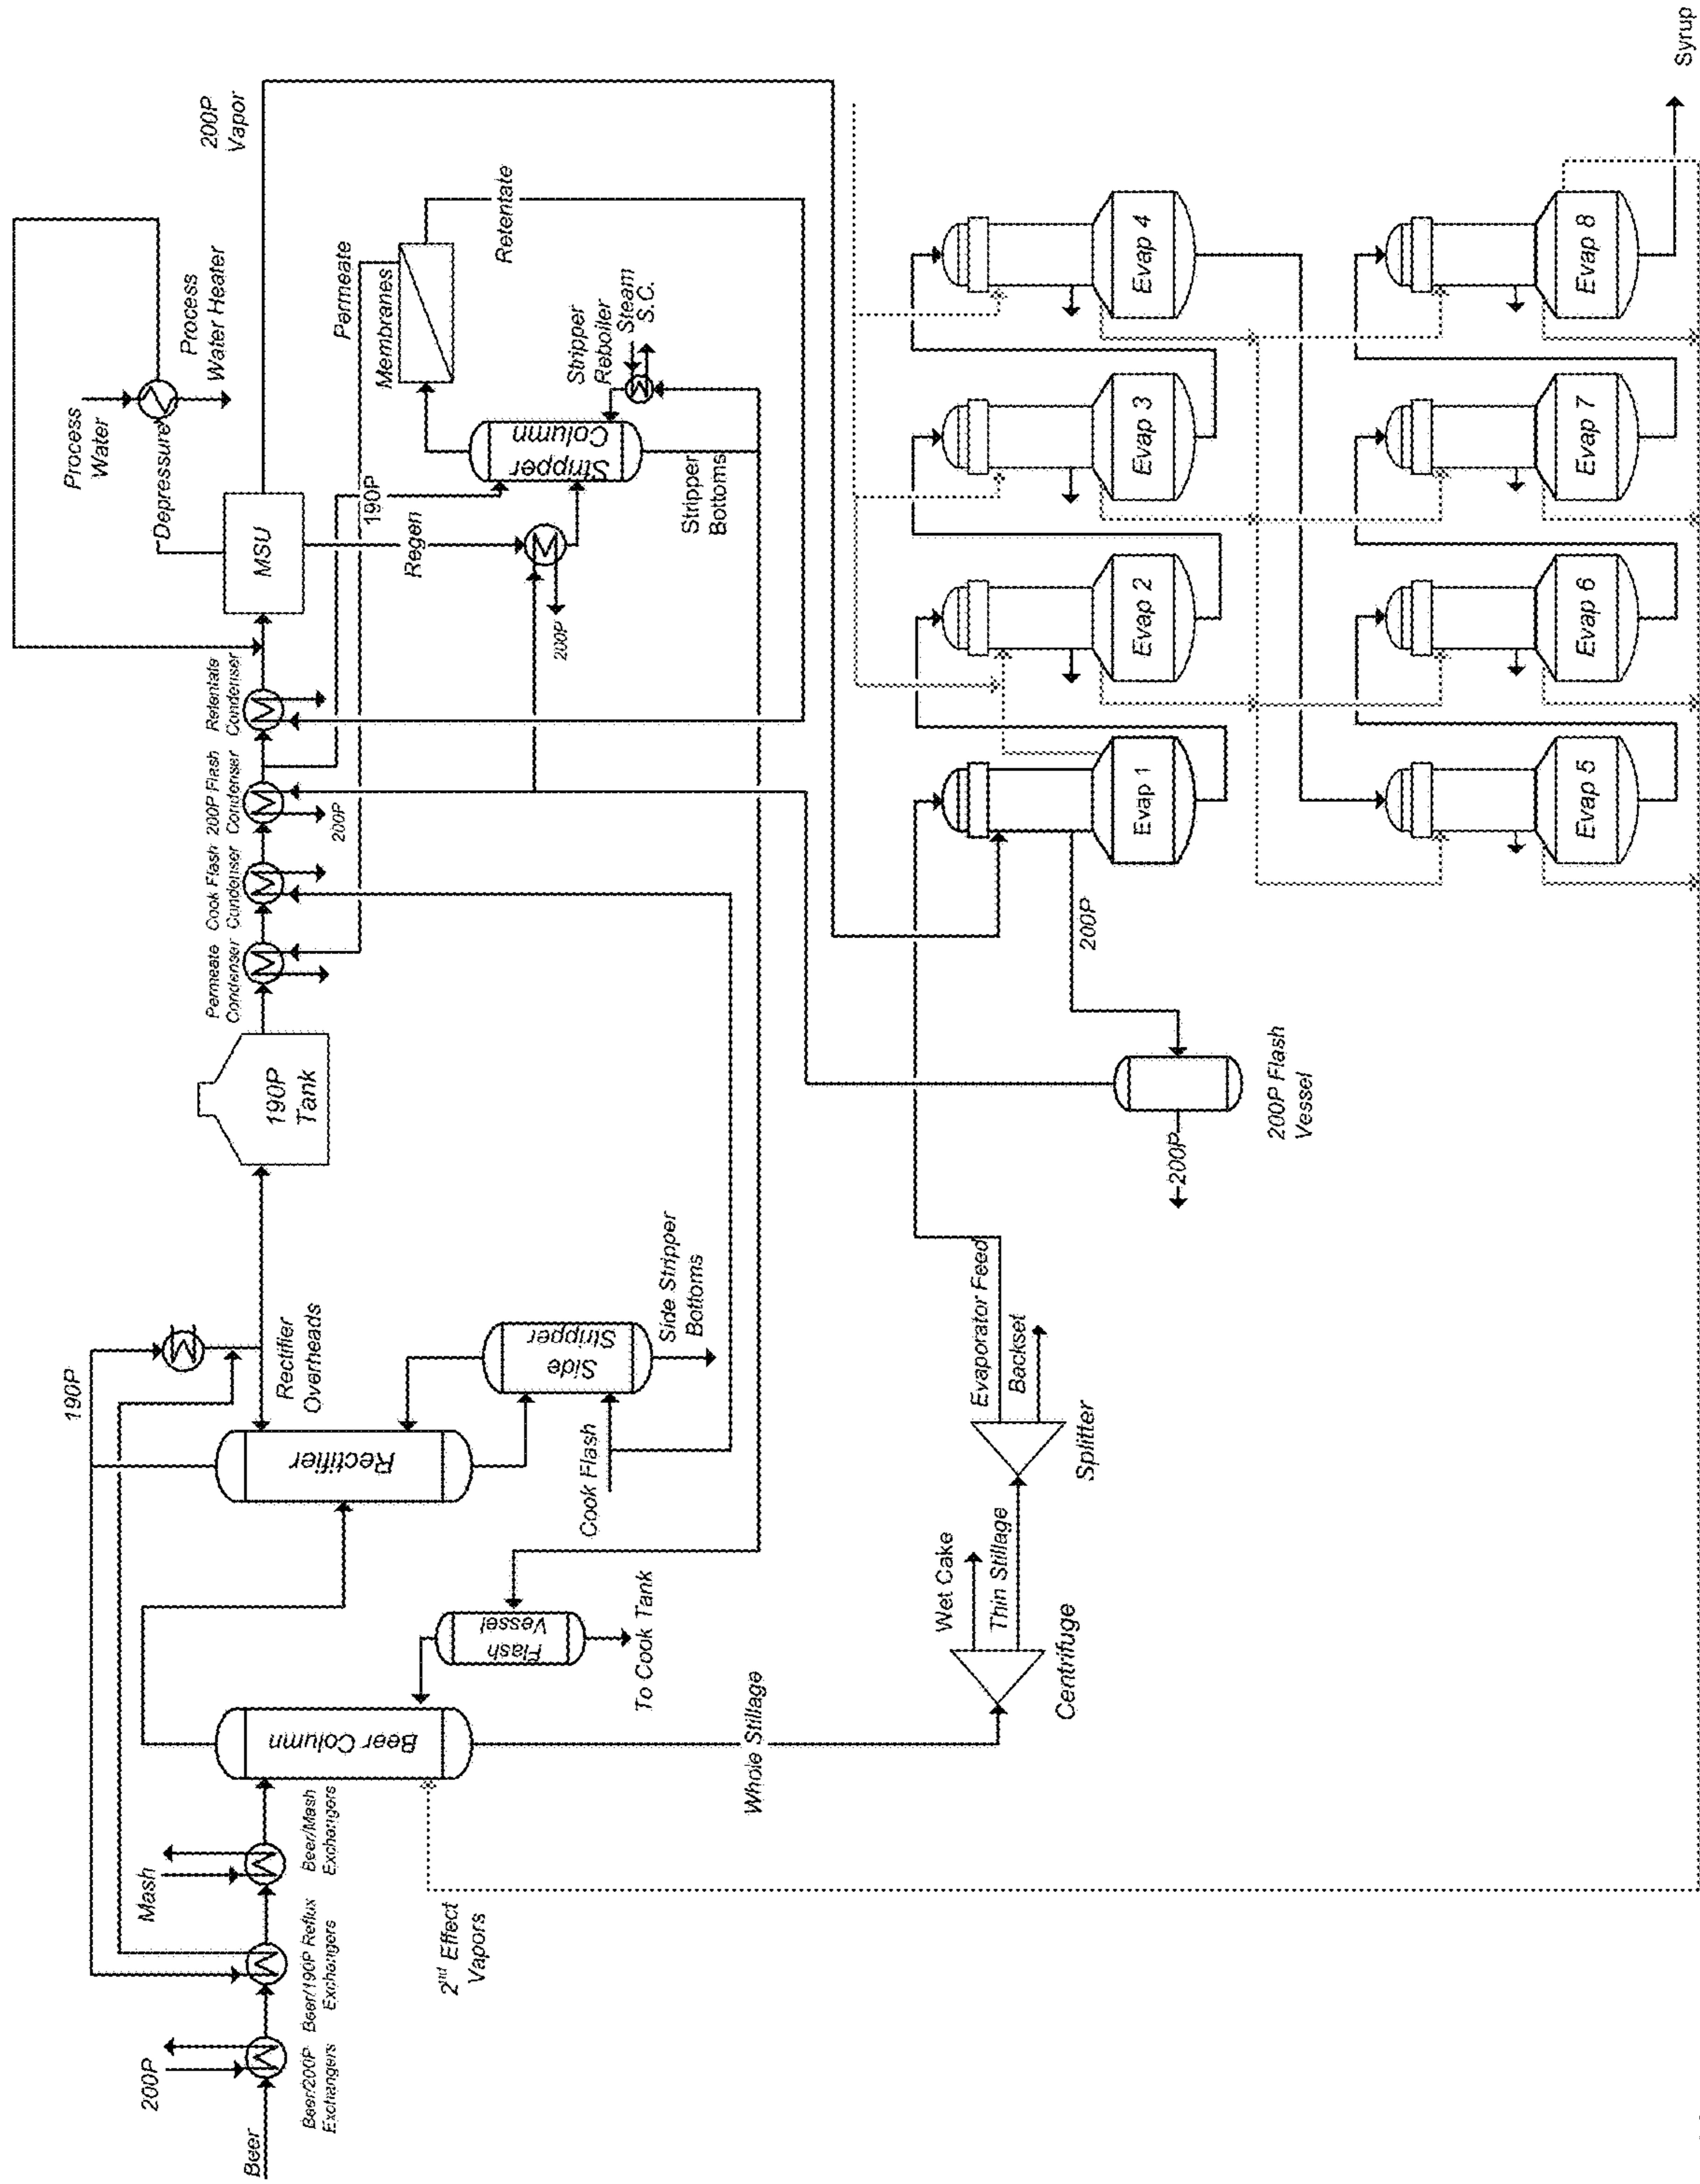 Beer
200P
Beer/200P
Exchangers
Beer/190P Reflux
Exchangers
Mash
Beer/Mash
Exchangers
2nd Effect
Vapors
Beer Column
Whole Stillage
Flash
Vessel
To Cook Tank
190P
Rectifier
Rectifier
Overheads
Side
Stripper
Cook Flash
Side Stripper
Bottoms
190P
Tank
Permeate
Condenser
Cook Flash
Condenser
200P Flash
Condenser
200P
Retentate
Condenser
MSU
Depressure
Process
Water
Process
Water Heater
200P
Vapor
190P
Regen
200P
Stripper
Column
Stripper
Bottoms
Stripper
Reboiler
Steam
S.C.
Membranes
Permeate
Retentate
Centrifuge
Wet Cake
Thin Stillage
Splitter
Evaporator Feed
Backset
200P
200P Flash
Vessel
200P
Evap 1
Evap 2
Evap 3
Evap 4
Evap 5
Evap 6
Evap 7
Evap 8
Syrup